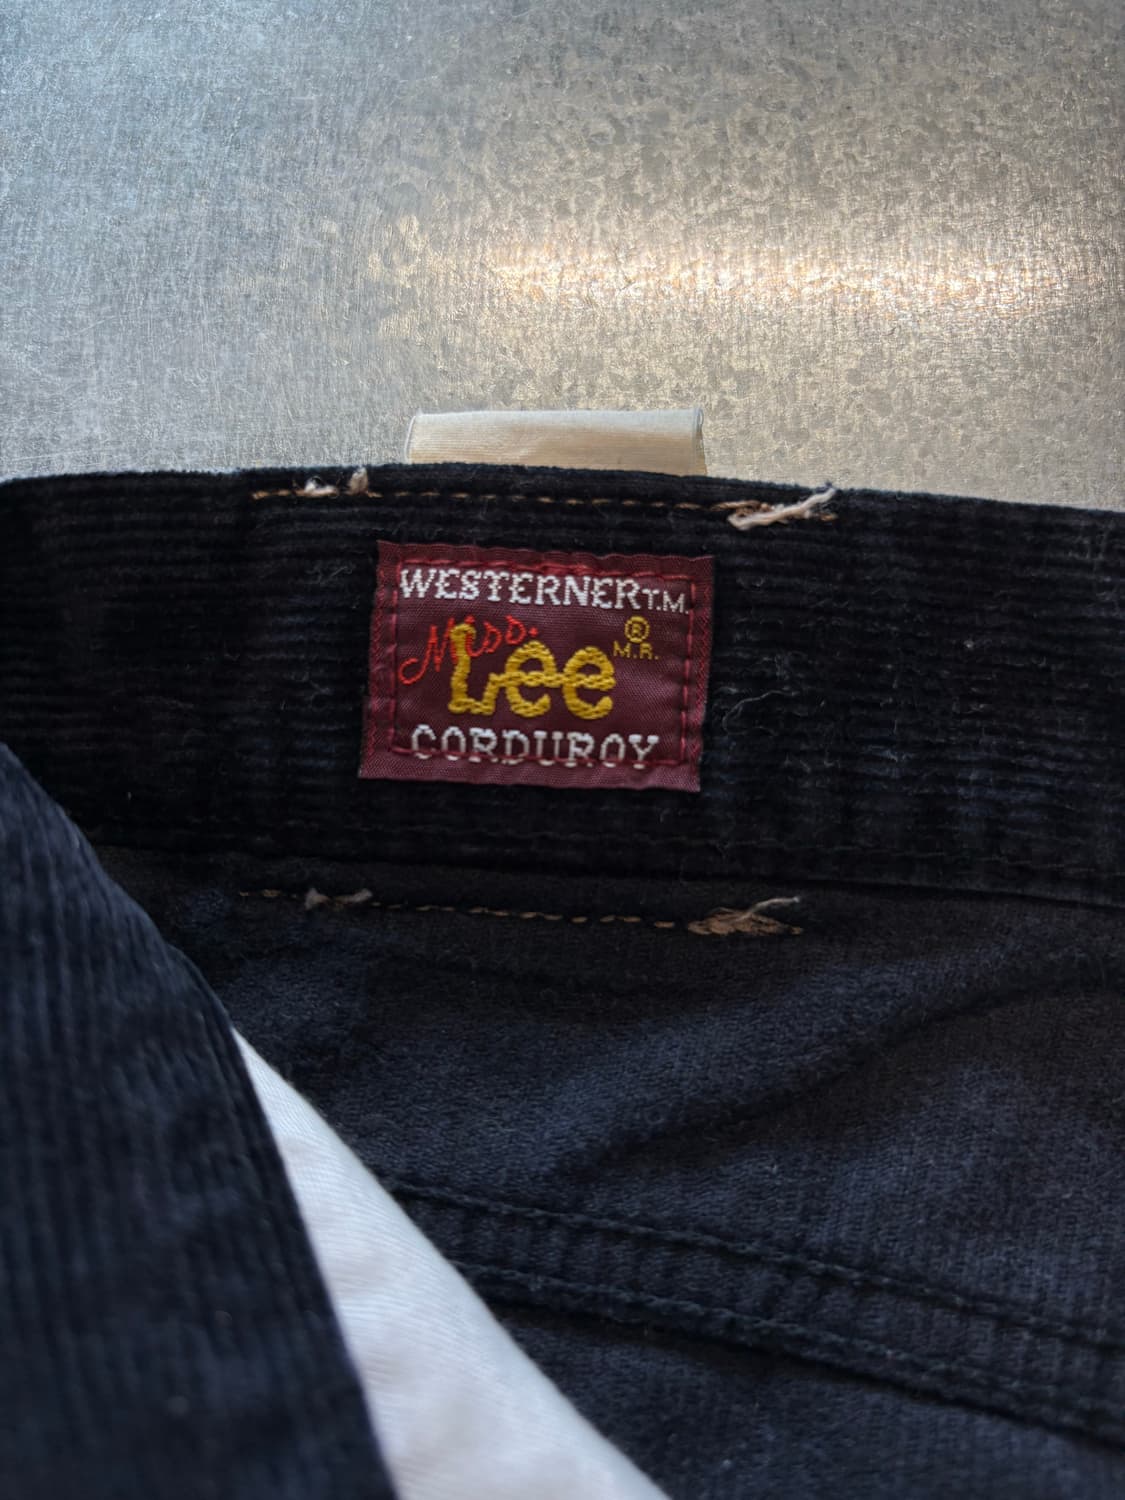 WESTERNER T.M.
Miss
Lee ® M.R.
CORDUROY